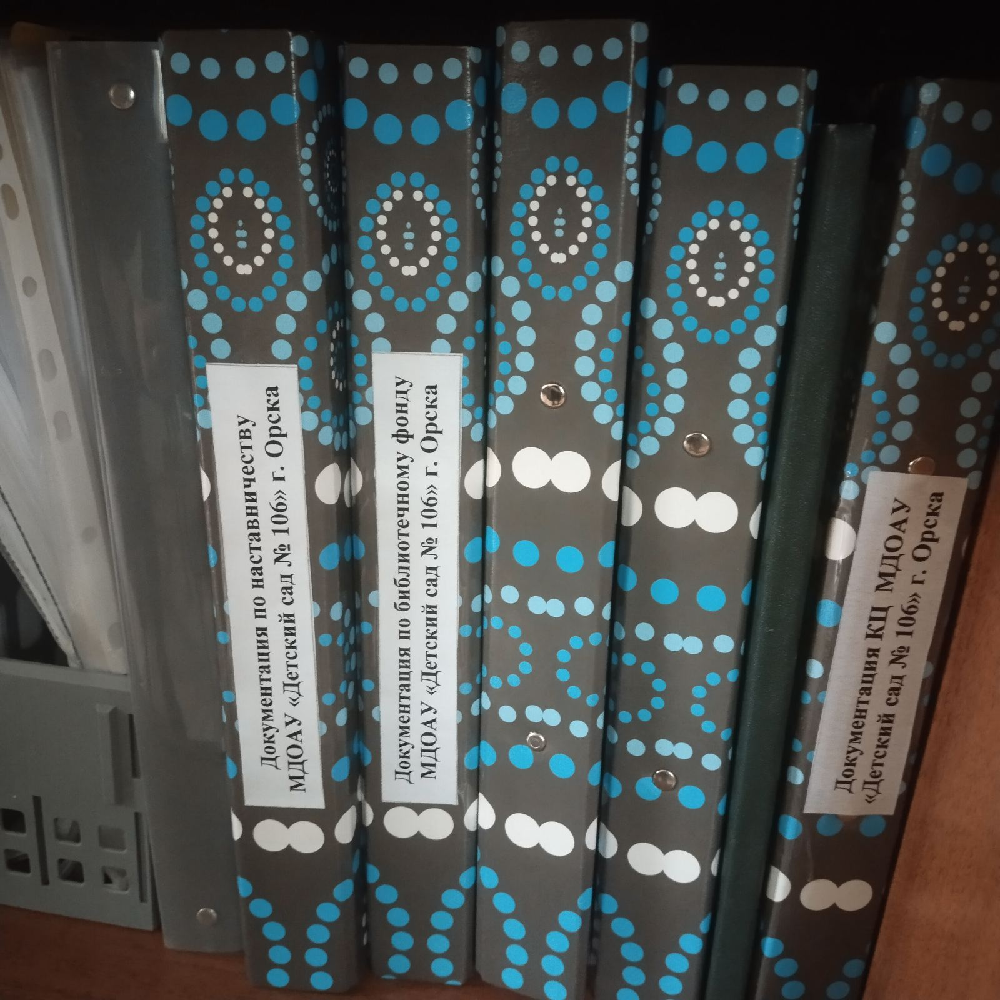 Документация по наставничеству
МДОАУ «Детский сад № 106» г. Орска
Документация по библиотечному фонду
МДОАУ «Детский сад № 106» г. Орска
Документация КЦ МДОАУ
«Детский сад № 106» г. Орска